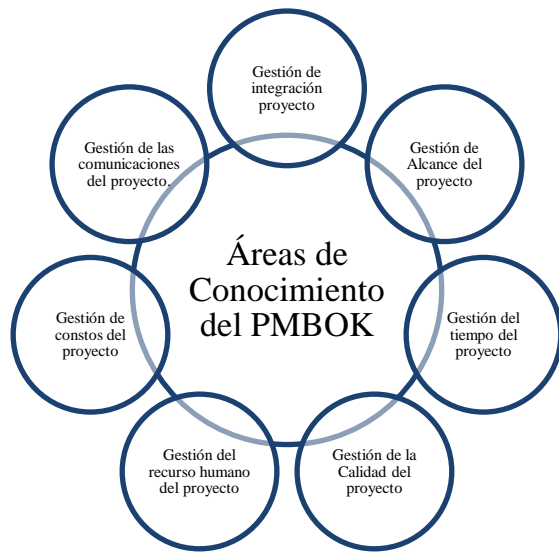 Gestión de
integración
proyecto
Gestión de
Alcance del
proyecto
Gestión del
tiempo del
proyecto
Gestión de la
Calidad del
proyecto
Gestión del
recurso humano
del proyecto
Gestión de
constos del
proyecto
Gestión de las
comunicaciones
del proyecto.
Áreas de
Conocimiento
del PMBOK